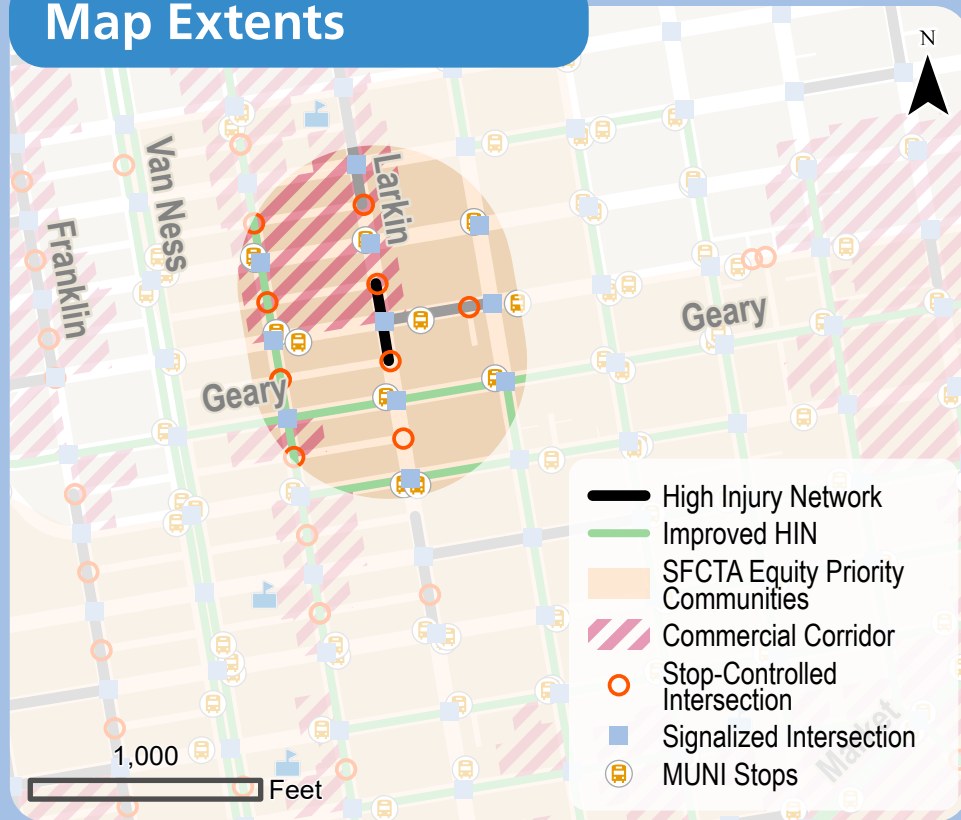 Map Extents
N
Larkin
Van Ness
Franklin
Geary
Geary
High Injury Network
Improved HIN
SFCTA Equity Priority
Communities
Commercial Corridor
Stop-Controlled
Intersection
Signalized Intersection
MUNI Stops
Market
1,000
Feet